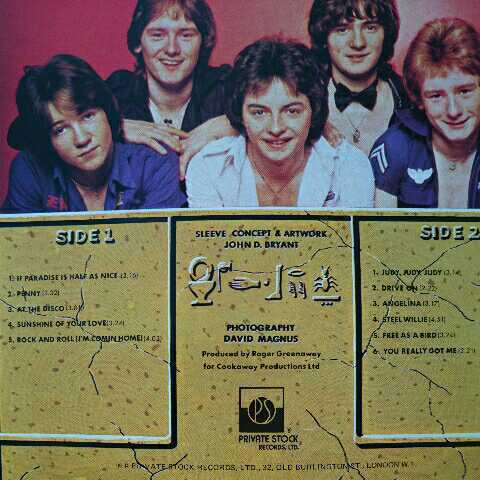 SIDE 1
1. IF PARADISE IS HALF AS NICE
2. PENNY
3. AT THE DISCO
4. SUNSHINE OF YOUR LOVE
5. ROCK AND ROLL (I'M COMIN HOME)
SLEEVE CONCEPT & ARTWORK
JOHN D. BRYANT
PHOTOGRAPHY
DAVID MAGNUS
Produced by Roger Greenaway
for Cookaway Productions Ltd
PS
PRIVATE STOCK
RECORDS, LTD.
SIDE 2
1. JUDY, JUDY, JUDY
2. DRIVE ON
3. ANGELINA
4. STEEL WILLIE
5. FREE AS A BIRD
6. YOU REALLY GOT ME
PRIVATE STOCK RECORDS, LTD., 32, OLD BURLINGTON ST., LONDON W.1.